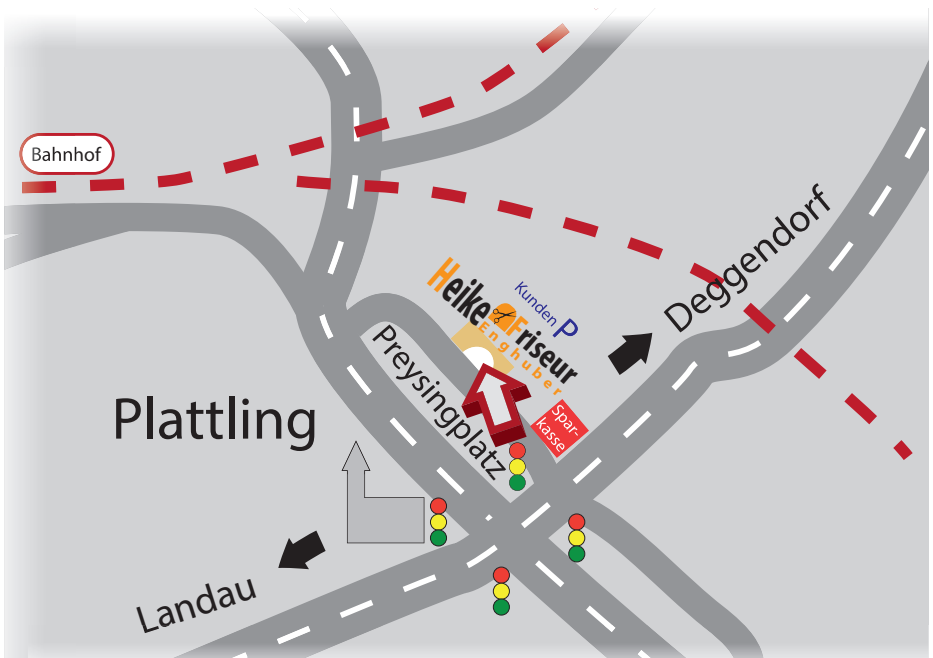 Bahnhof
Deggendorf
Kunden P
Heike Friseur
Enghuber
Preysingplatz
Spar-
kasse
Plattling
Landau